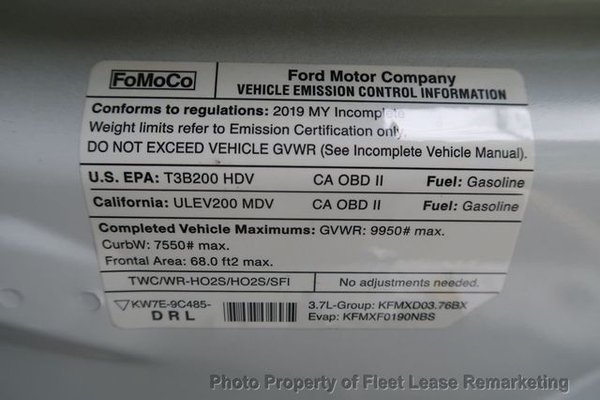 FoMoCo
Ford Motor Company
VEHICLE EMISSION CONTROL INFORMATION
Conforms to regulations: 2019 MY Incomplete
Weight limits refer to Emission Certification only.
DO NOT EXCEED VEHICLE GVWR (See Incomplete Vehicle Manual).
U.S. EPA: T3B200 HDV CA OBD II Fuel: Gasoline
California: ULEV200 MDV CA OBD II Fuel: Gasoline
Completed Vehicle Maximums: GVWR: 9950# max.
CurbW: 7550# max.
Frontal Area: 68.0 ft2 max.
TWC/WR-HO2S/HO2S/SFI No adjustments needed.
KW7E-9C485-
DRL
3.7L-Group: KFMXD03.76BX
Evap: KFMXF0190NBS
Photo Property of Fleet Lease Remarketing